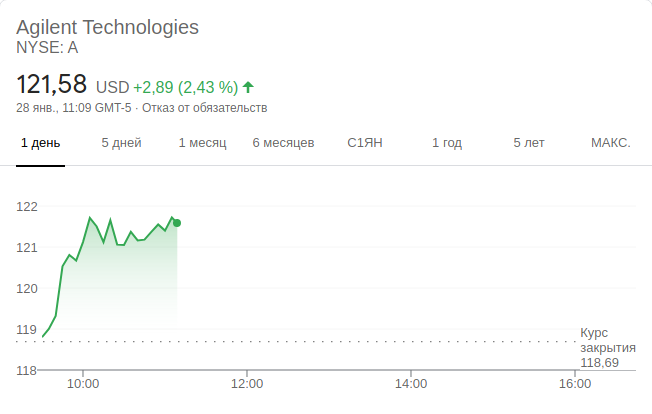 Agilent Technologies
NYSE: A
121,58 USD +2,89 (2,43 %)
28 янв., 11:09 GMT-5 · Отказ от обязательств
1 день 5 дней 1 месяц 6 месяцев С1ЯН 1 год 5 лет МАКС.
122
121
120
119
Курс
закрытия
118,69
118
10:00 12:00 14:00 16:00